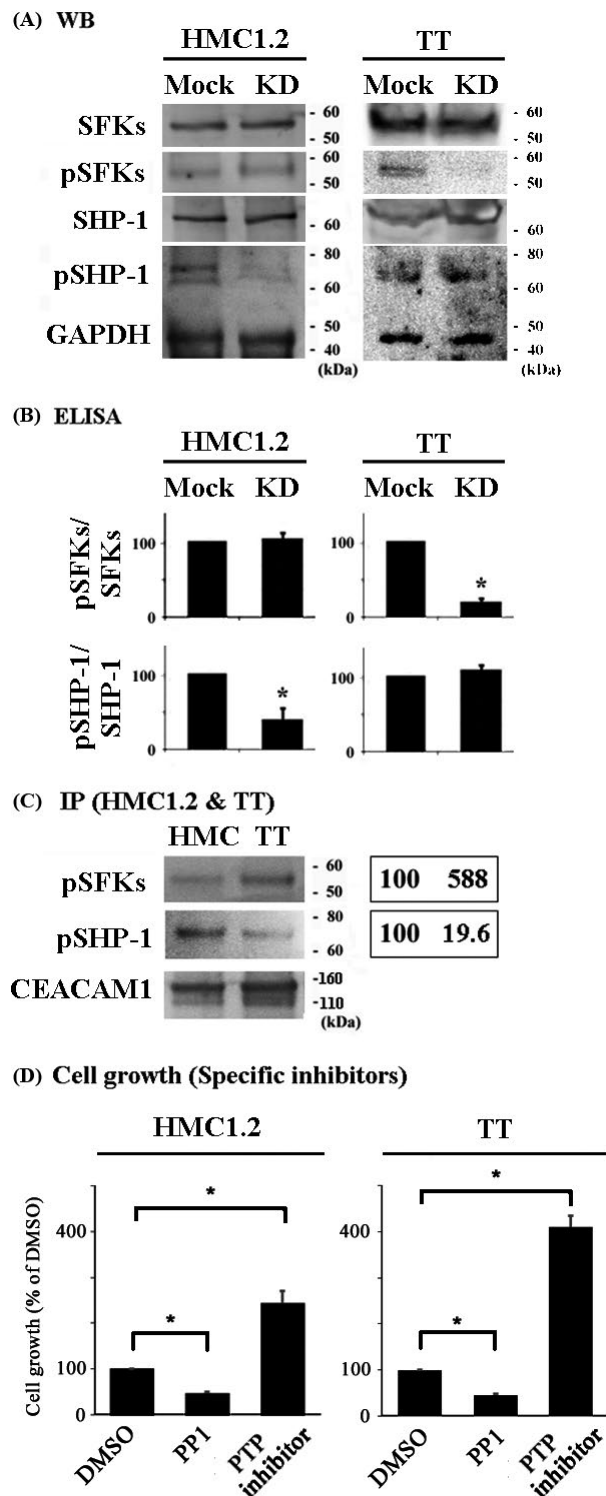 (A) WB
HMC1.2 TT
Mock KD Mock KD
SFKs - 60 - 60
- 50 - 50
pSFKs - 60 - 60
- 50 - 50
SHP-1 - 60 - 60
pSHP-1 - 80 - 80
- 60 - 60
GAPDH - 50 - 50
- 40 - 40
(kDa) (kDa)
(B) ELISA
HMC1.2 TT
Mock KD Mock KD
pSFKs/
SFKs
100 100
*
0 0
pSHP-1/
SHP-1
100 100
*
0 0
(C) IP (HMC1.2 & TT)
HMC TT
pSFKs - 60
- 50
100 588
pSHP-1 - 80
- 60
100 19.6
CEACAM1 -160
-110
(kDa)
(D) Cell growth (Specific inhibitors)
HMC1.2 TT
Cell growth (% of DMSO)
* *
400 400
* *
100 100
0 0
DMSO PP1 PTP inhibitor DMSO PP1 PTP inhibitor